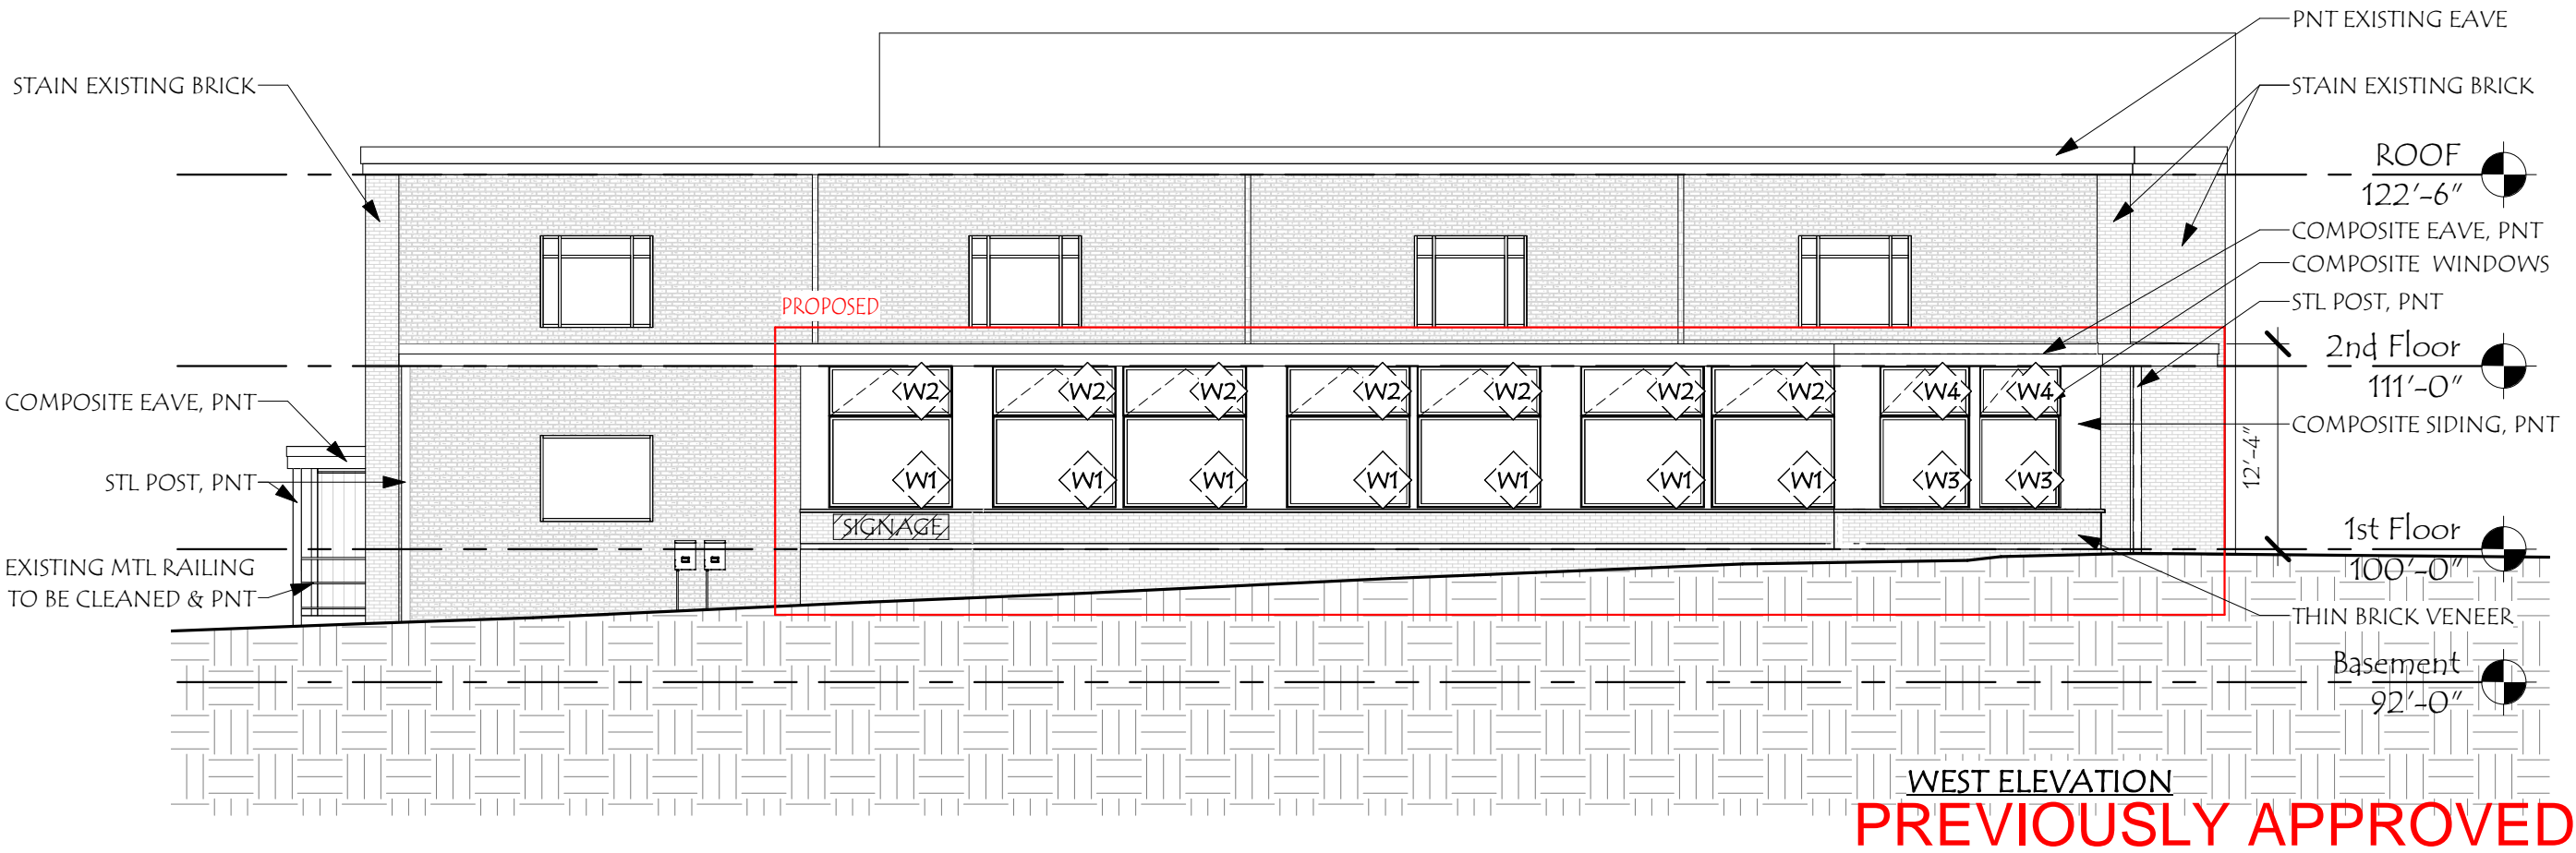 PNT EXISTING EAVE
STAIN EXISTING BRICK
STAIN EXISTING BRICK
ROOF
122'-6"
COMPOSITE EAVE, PNT
COMPOSITE WINDOWS
PROPOSED
STL POST, PNT
2nd Floor
111'-0"
W2 W2 W2 W2 W2 W2 W2 W4 W4
COMPOSITE EAVE, PNT
COMPOSITE SIDING, PNT
12'-4"
STL POST, PNT
W1 W1 W1 W1 W1 W1 W1 W3 W3
SIGNAGE
1st Floor
100'-0"
EXISTING MTL RAILING
TO BE CLEANED & PNT
THIN BRICK VENEER
Basement
92'-0"
WEST ELEVATION
PREVIOUSLY APPROVED